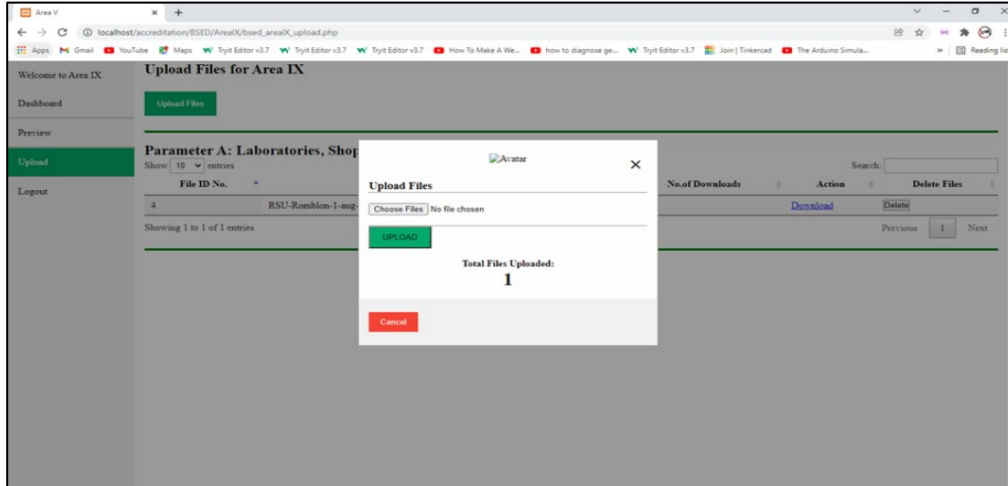 Area V
localhost/accreditation/BSED/AreaIX/bsed_areaIX_upload.php
Apps Gmail YouTube Maps Tryit Editor v3.7 Tryit Editor v3.7 Tryit Editor v3.7 How To Make A We... how to diagnose ge... Tryit Editor v3.7 Join | Tinkercad The Arduino Simula... » Reading list
Welcome to Area IX
Dashboard
Preview
Upload
Logout
Upload Files for Area IX
Upload Files
Parameter A: Laboratories, Shop
Show 10 entries
Search:
File ID No. No.of Downloads Action Delete Files
4 RSU-Romblon-1-aug- Download Delete
Showing 1 to 1 of 1 entries
Previous 1 Next
Avatar
×
Upload Files
Choose Files No file chosen
UPLOAD
Total Files Uploaded:
1
Cancel